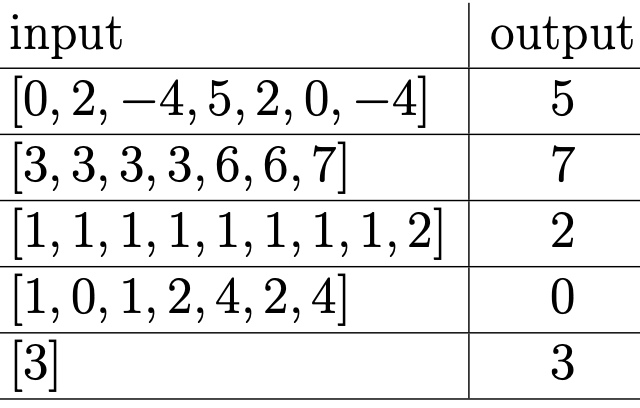 input output
[0, 2, −4, 5, 2, 0, −4] 5
[3, 3, 3, 3, 6, 6, 7] 7
[1, 1, 1, 1, 1, 1, 1, 1, 2] 2
[1, 0, 1, 2, 4, 2, 4] 0
[3] 3